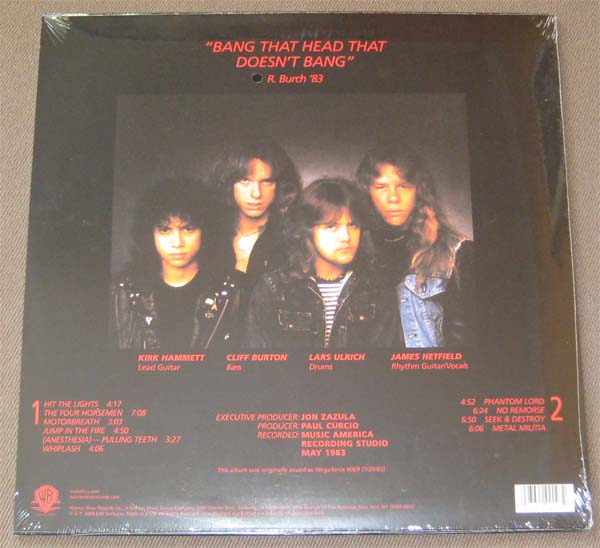 "BANG THAT HEAD THAT
DOESN'T BANG"
R. Burch '83
KIRK HAMMETT
Lead Guitar
CLIFF BURTON
Bass
LARS ULRICH
Drums
JAMES HETFIELD
Rhythm Guitar/Vocals
1
HIT THE LIGHTS 4:17
THE FOUR HORSEMEN 7:08
MOTORBREATH 3:03
JUMP IN THE FIRE 4:50
(ANESTHESIA)—PULLING TEETH 3:27
WHIPLASH 4:06
EXECUTIVE PRODUCER: JON ZAZULA
PRODUCER: PAUL CURCIO
RECORDED: MUSIC AMERICA
RECORDING STUDIO
MAY 1983
4:52 PHANTOM LORD
6:24 NO REMORSE
6:50 SEEK & DESTROY
6:06 METAL MILITIA
2
This album was originally issued as Megaforce #069 (7/25/83).